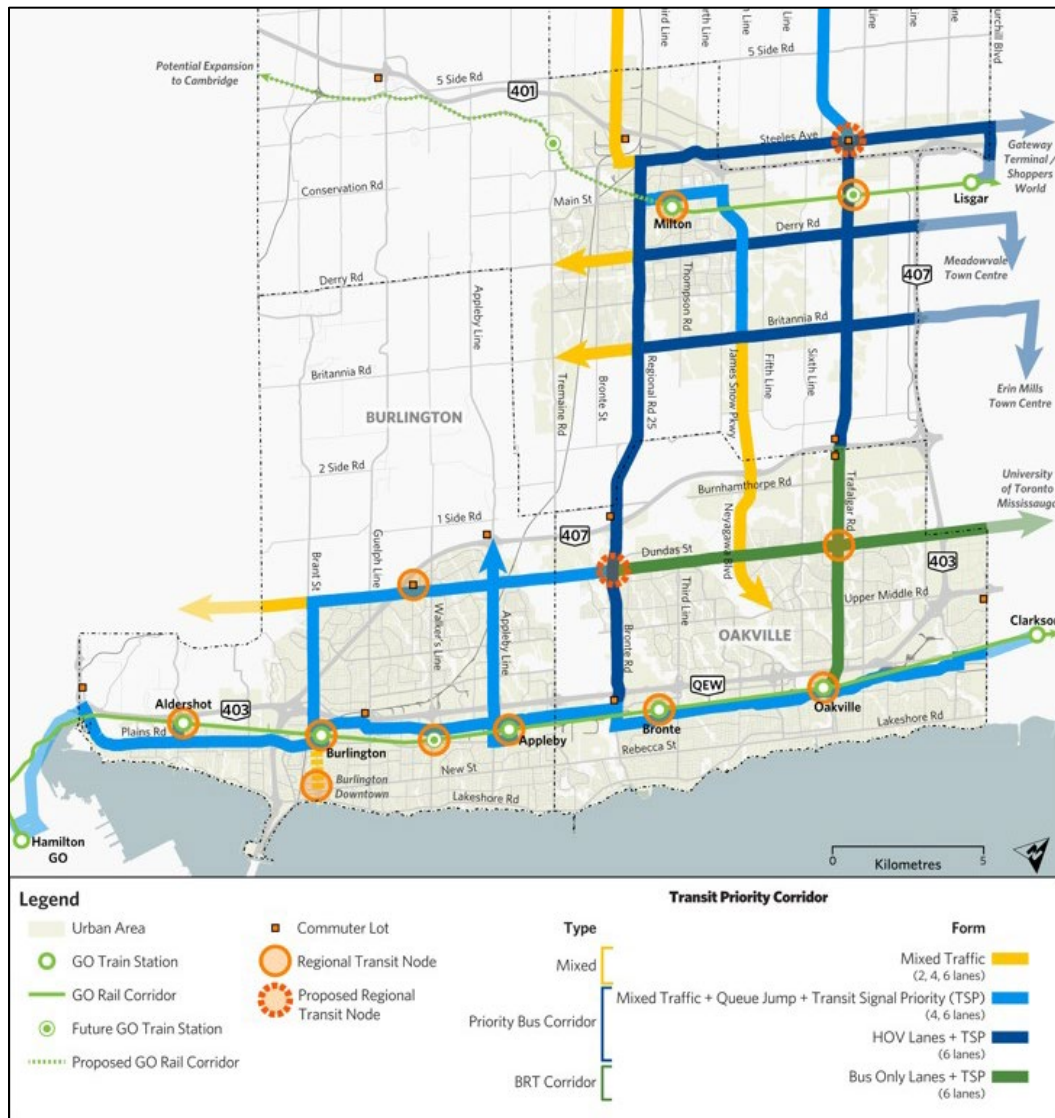 Third Line
Fourth Line
5 Side Rd
5 Side Rd
Potential Expansion
to Cambridge
401
Steeles Ave
Gateway
Terminal /
Shoppers
World
Conservation Rd
Main St
Milton
Lisgar
Derry Rd
407
Meadowvale
Town Centre
Derry Rd
Appleby Line
Thompson Rd
Britannia Rd
Britannia Rd
Tremaine Rd
Bronte St
Regional Rd 25
James Snow Pkwy
Fifth Line
Sixth Line
Erin Mills
Town Centre
BURLINGTON
2 Side Rd
Burnhamthorpe Rd
Trafalgar Rd
University
of Toronto
Mississauga
1 Side Rd
407
Neyagawa Blvd
Dundas St
Brant St
Guelph Line
Walker's Line
Appleby Line
Third Line
403
Upper Middle Rd
OAKVILLE
Bronte Rd
Clarkson
QEW
Aldershot
403
Plains Rd
Oakville
Bronte
Lakeshore Rd
Burlington
Appleby
Rebecca St
New St
Burlington
Downtown
Lakeshore Rd
Hamilton
GO
0
5
Kilometres
Legend
Urban Area
GO Train Station
GO Rail Corridor
Future GO Train Station
Proposed GO Rail Corridor
Commuter Lot
Regional Transit Node
Proposed Regional
Transit Node
Transit Priority Corridor
Type
Form
Mixed
Mixed Traffic
(2, 4, 6 lanes)
Priority Bus Corridor
Mixed Traffic + Queue Jump + Transit Signal Priority (TSP)
(4, 6 lanes)
HOV Lanes + TSP
(6 lanes)
BRT Corridor
Bus Only Lanes + TSP
(6 lanes)